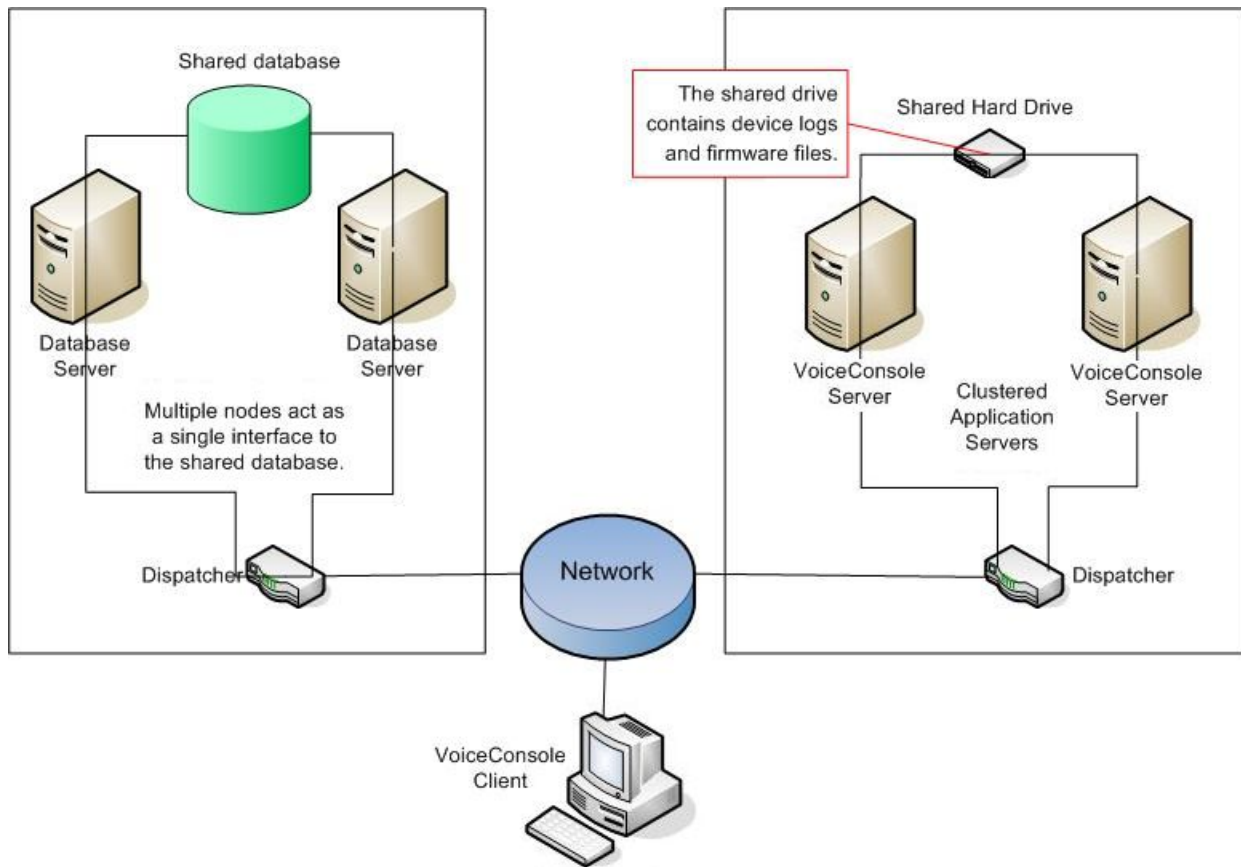 Shared database
The shared drive
contains device logs
and firmware files.
Shared Hard Drive
Database
Server
Database
Server
VoiceConsole
Server
VoiceConsole
Server
Clustered
Application
Servers
Multiple nodes act as
a single interface to
the shared database.
Dispatcher
Network
Dispatcher
VoiceConsole
Client